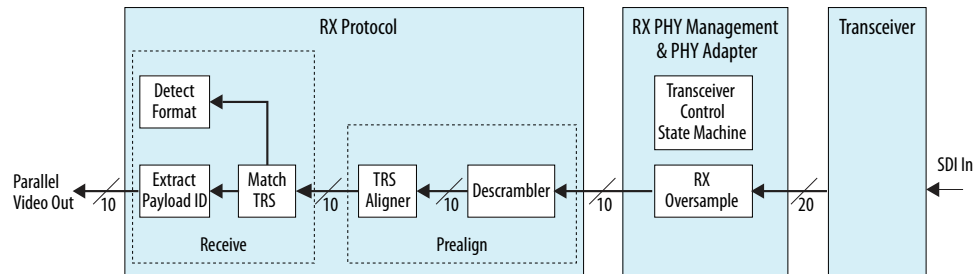 RX Protocol
RX PHY Management
& PHY Adapter
Transceiver
Detect
Format
Transceiver
Control
State Machine
Parallel
Video Out
10
Extract
Payload ID
Match
TRS
10
TRS
Aligner
10
Descrambler
10
RX
Oversample
20
SDI In
Receive
Prealign